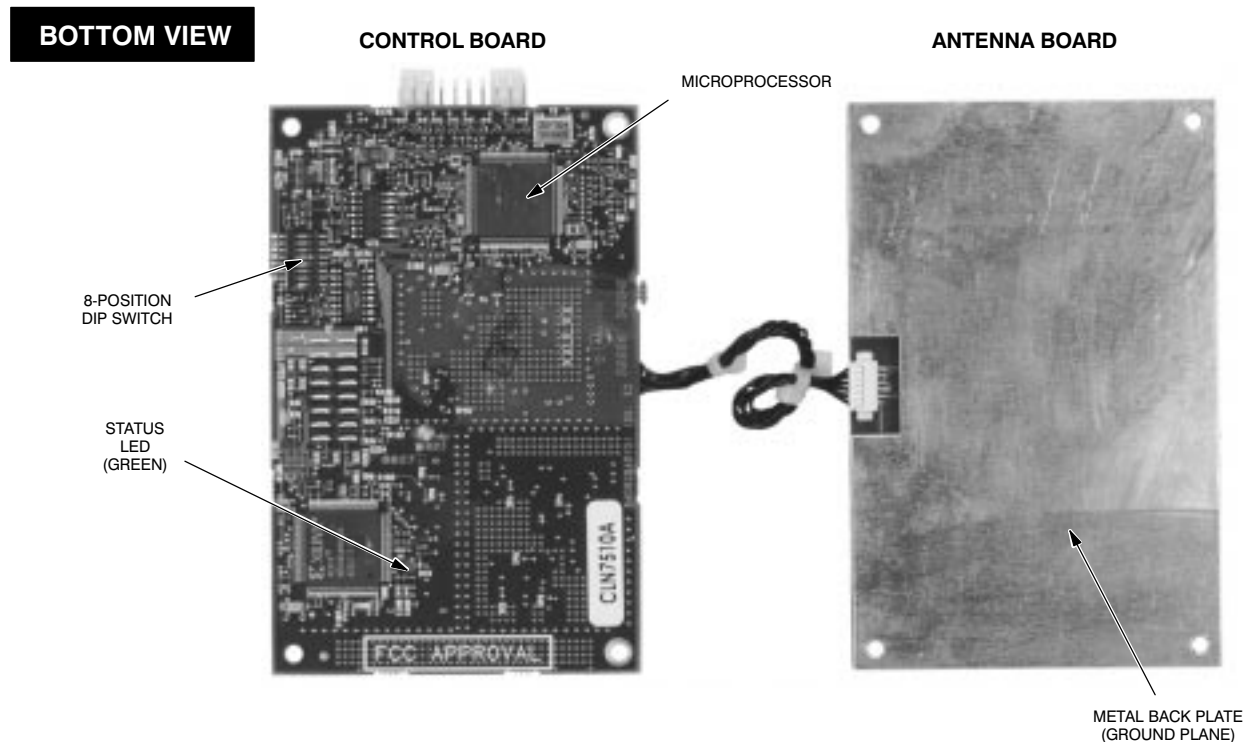 BOTTOM VIEW
CONTROL BOARD
ANTENNA BOARD
MICROPROCESSOR
8-POSITION
DIP SWITCH
STATUS
LED
(GREEN)
CLN7510A
FCC APPROVAL
METAL BACK PLATE
(GROUND PLANE)